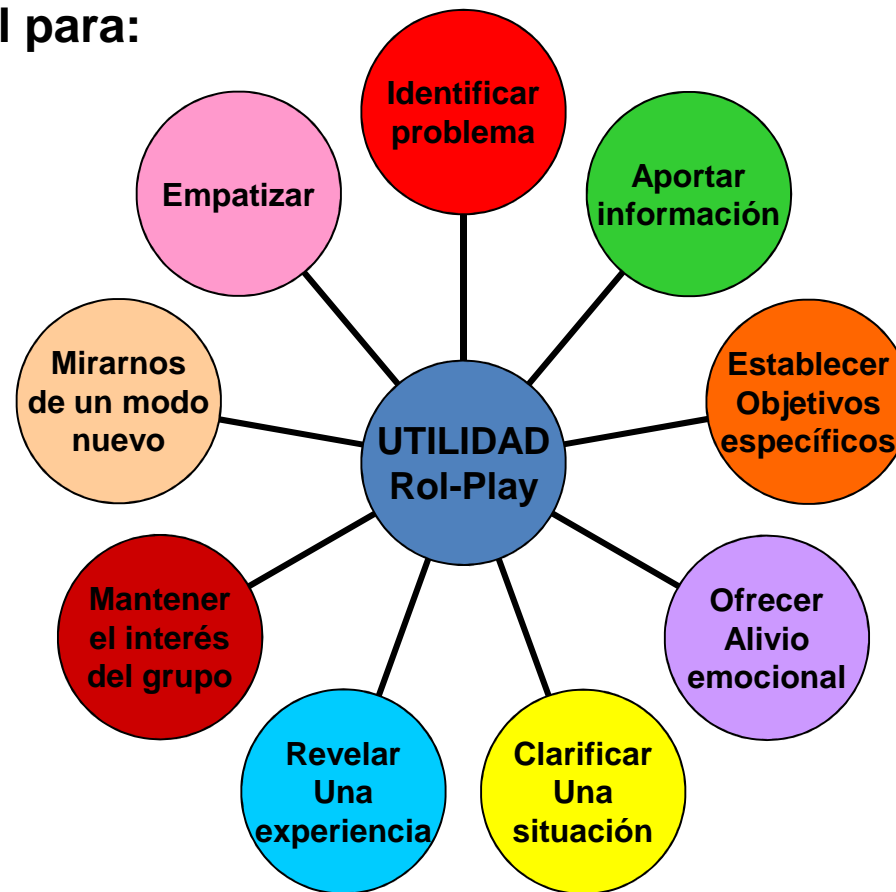 l para:
Identificar
problema
Aportar
información
Establecer
Objetivos
específicos
Ofrecer
Alivio
emocional
Clarificar
Una
situación
Revelar
Una
experiencia
Mantener
el interés
del grupo
Mirarnos
de un modo
nuevo
Empatizar
UTILIDAD
Rol-Play